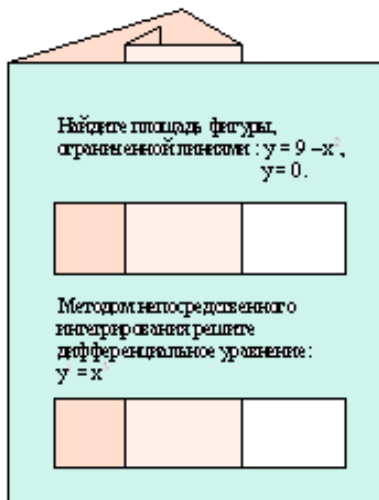 Найдите площадь фигуры,
ограниченной линиями : y = 9 – x²,
y = 0.
Методом непосредственного
интегрирования решите
дифференциальное уравнение :
y' = x